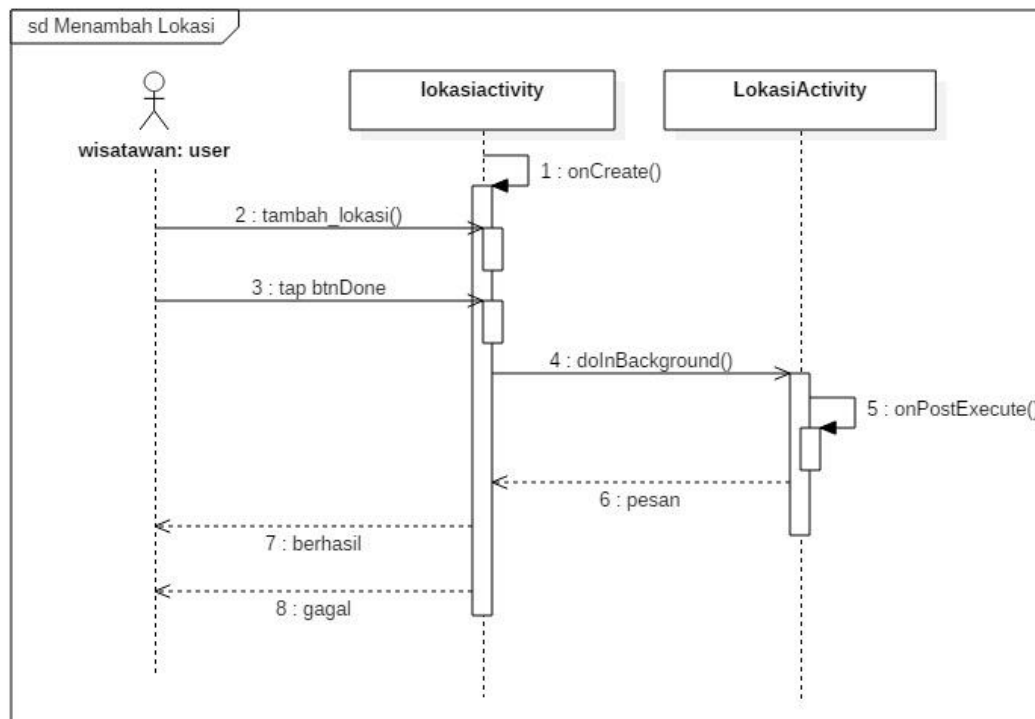 sd Menambah Lokasi
lokasiactivity
LokasiActivity
wisatawan: user
1 : onCreate()
2 : tambah_lokasi()
3 : tap btnDone
4 : doInBackground()
5 : onPostExecute()
6 : pesan
7 : berhasil
8 : gagal